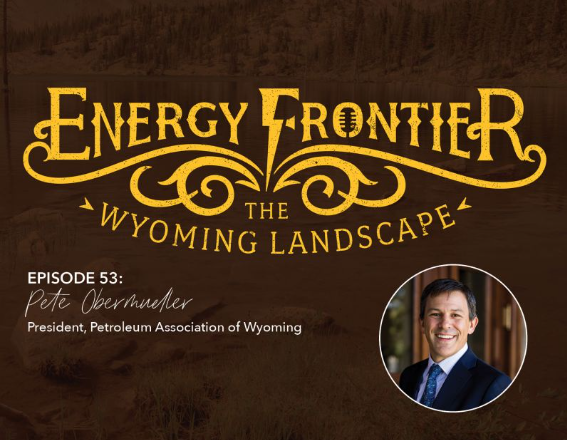 ENERGY FRONTIER
THE
WYOMING LANDSCAPE
EPISODE 53:
Pete Obermueller
President, Petroleum Association of Wyoming